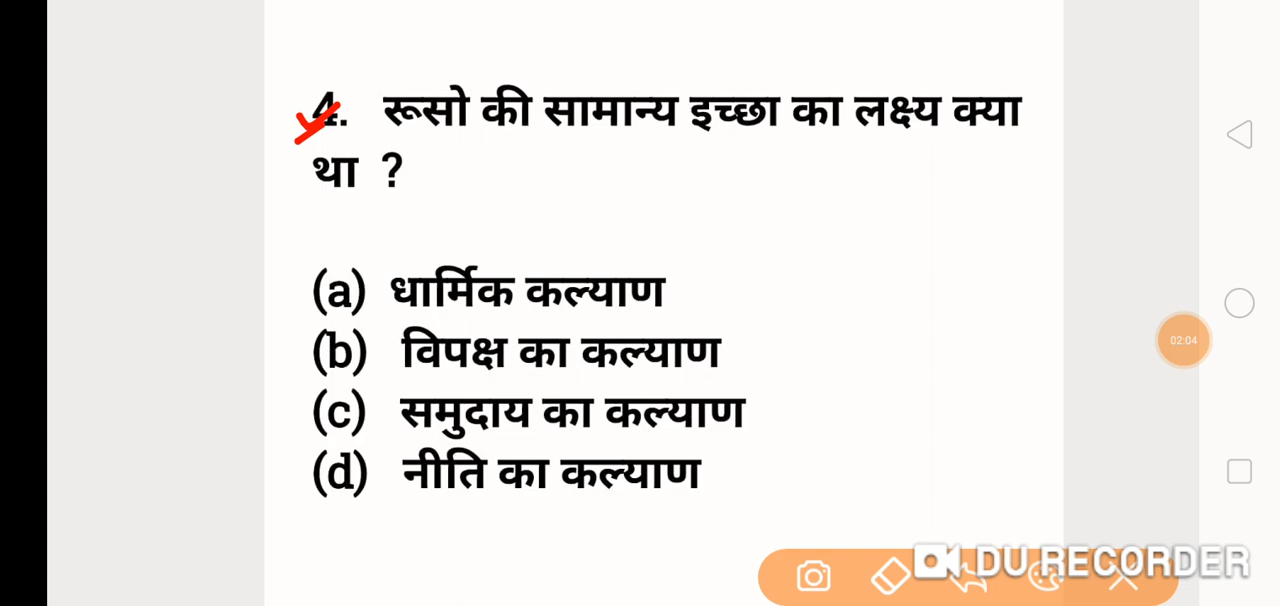 4. रूसो की सामान्य इच्छा का लक्ष्य क्या
था ?
(a) धार्मिक कल्याण
(b) विपक्ष का कल्याण
(c) समुदाय का कल्याण
(d) नीति का कल्याण
02:04
DU RECORDER